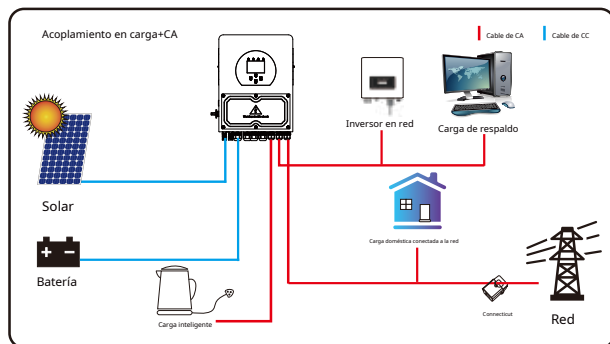 Acoplamiento en carga+CA
Cable de CA
Cable de CC
Inversor en red
Carga de respaldo
Solar
Carga doméstica conectada a la red
Batería
Carga inteligente
Connecticut
Red